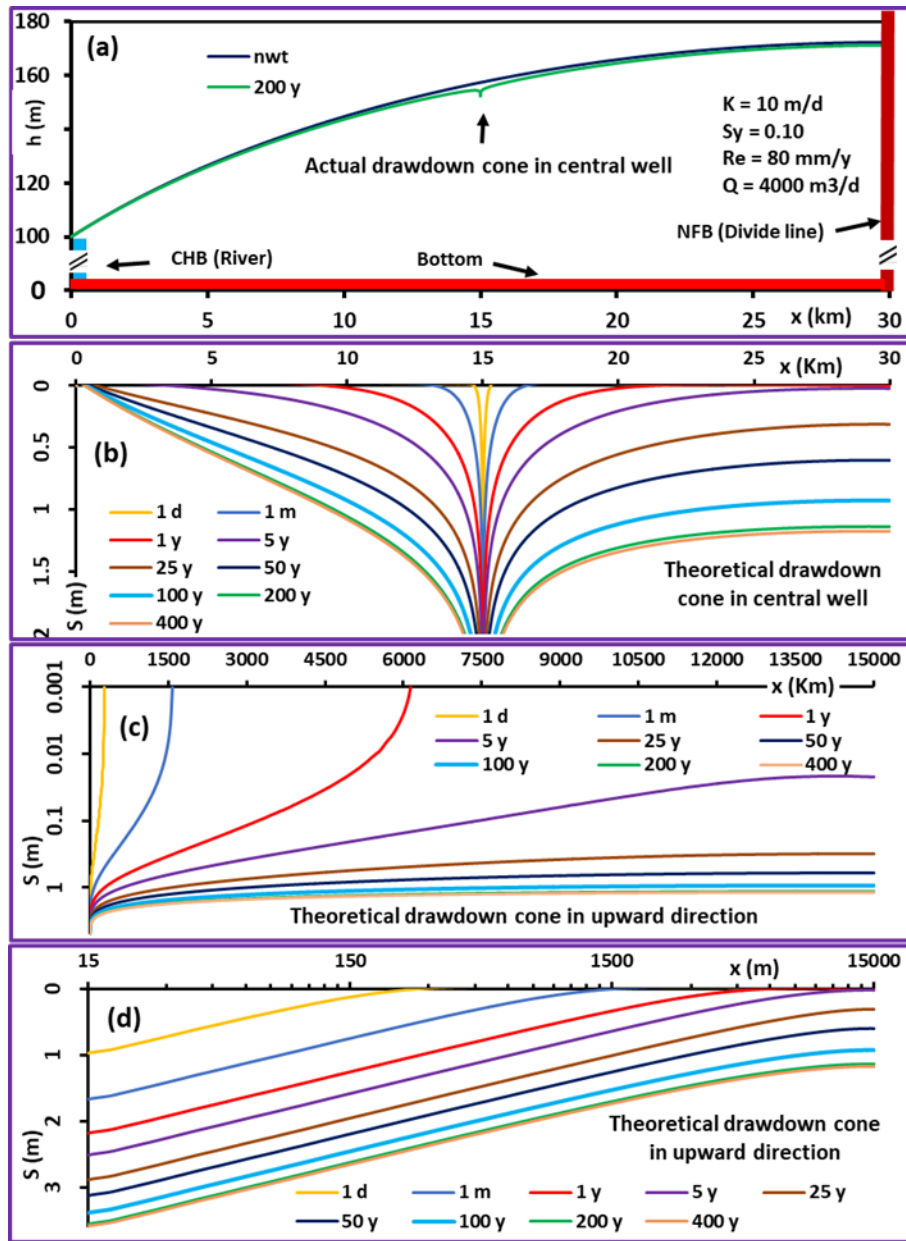 180
(a)
nwt
200 y
160
h (m)
140
120
100
0
K = 10 m/d
Sy = 0.10
Re = 80 mm/y
Q = 4000 m3/d
Actual drawdown cone in central well
NFB (Divide line)
CHB (River)
Bottom
0 5 10 15 20 25 30
x (km)
0 5 10 15 20 25 30
x (Km)
0
0.5
1
1.5
2
S (m)
(b)
1 d 1 m
1 y 5 y
25 y 50 y
100 y 200 y
400 y
Theoretical drawdown
cone in central well
0 1500 3000 4500 6000 7500 9000 10500 12000 13500 15000
x (Km)
0.001
0.01
0.1
1
S (m)
(c)
1 d 1 m 1 y
5 y 25 y 50 y
100 y 200 y 400 y
Theoretical drawdown cone in upward direction
15 150 1500 15000
x (m)
0
1
2
3
S (m)
(d)
Theoretical drawdown cone
in upward direction
1 d 1 m 1 y 5 y 25 y
50 y 100 y 200 y 400 y